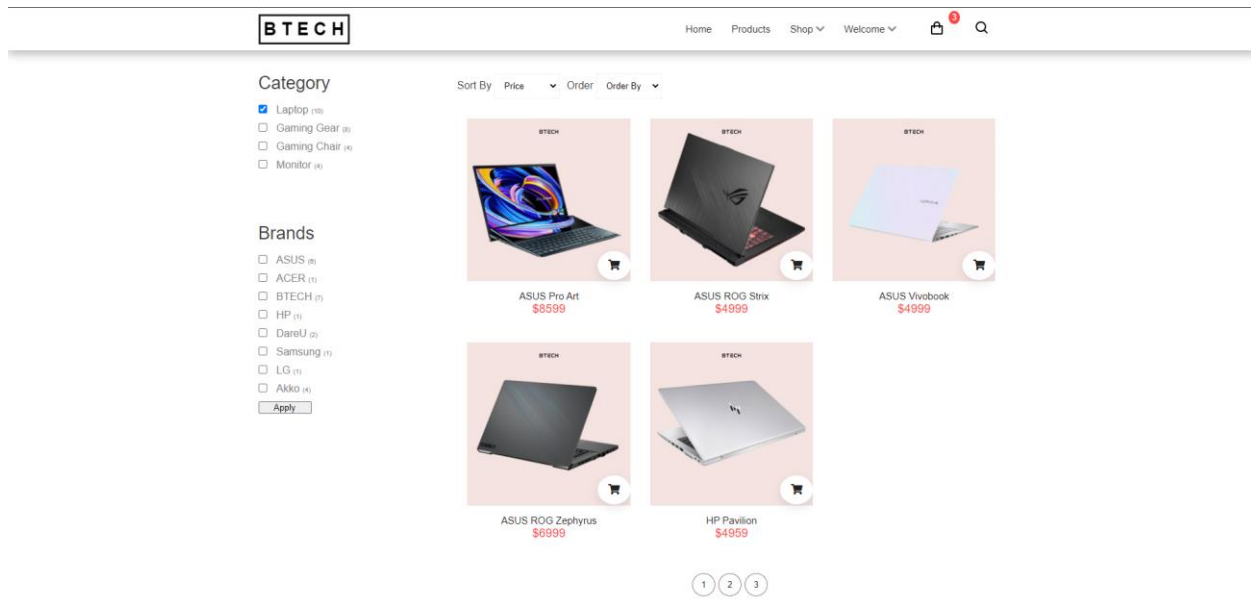 BTECH
Home Products Shop Welcome 3
Category
Laptop (10)
Gaming Gear
Gaming Chair (4)
Monitor (4)
Brands
ASUS
ACER (1)
BTECH (7)
HP (1)
DareU (2)
Samsung (1)
LG (1)
Akko (4)
Apply
Sort By Price Order Order By
BTECH BTECH BTECH
ASUS Pro Art ASUS ROG Strix ASUS Vivobook
$8599 $4999 $4999
BTECH BTECH
ASUS ROG Zephyrus HP Pavilion
$6999 $4959
1 2 3